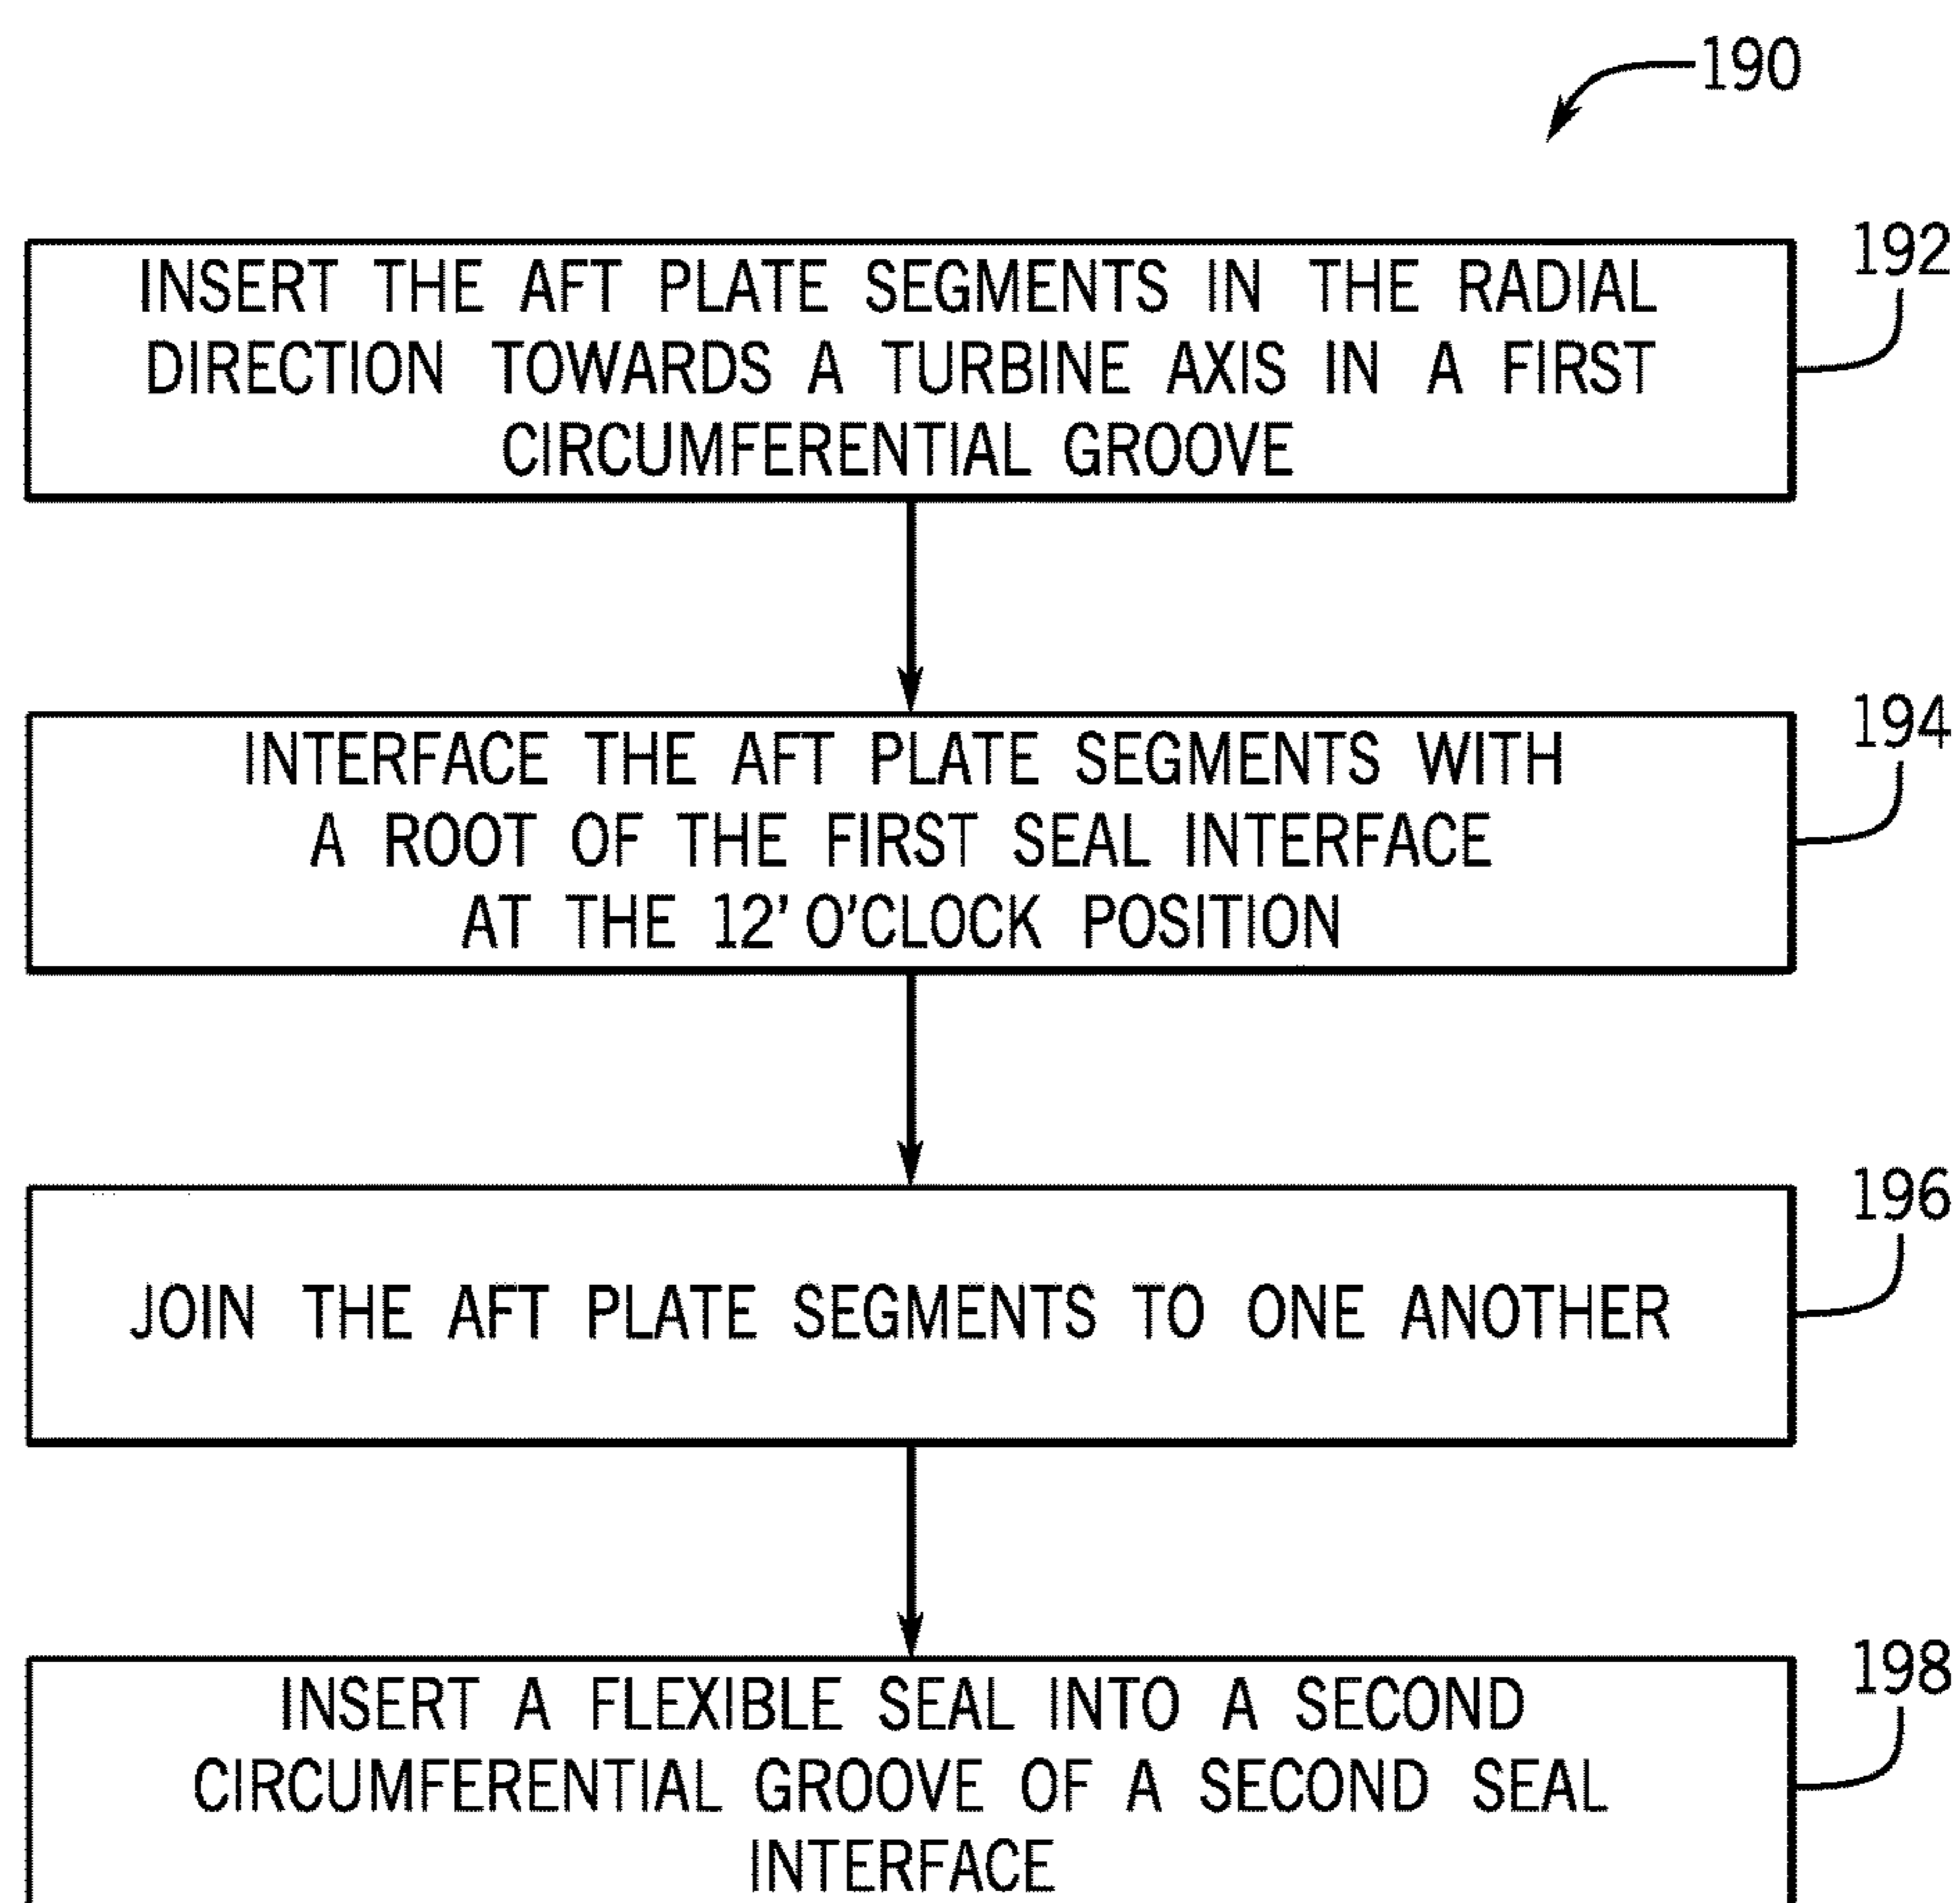 190
192
INSERT THE AFT PLATE SEGMENTS IN THE RADIAL
DIRECTION TOWARDS A TURBINE AXIS IN A FIRST
CIRCUMFERENTIAL GROOVE
194
INTERFACE THE AFT PLATE SEGMENTS WITH
A ROOT OF THE FIRST SEAL INTERFACE
AT THE 12' O'CLOCK POSITION
196
JOIN THE AFT PLATE SEGMENTS TO ONE ANOTHER
198
INSERT A FLEXIBLE SEAL INTO A SECOND
CIRCUMFERENTIAL GROOVE OF A SECOND SEAL
INTERFACE